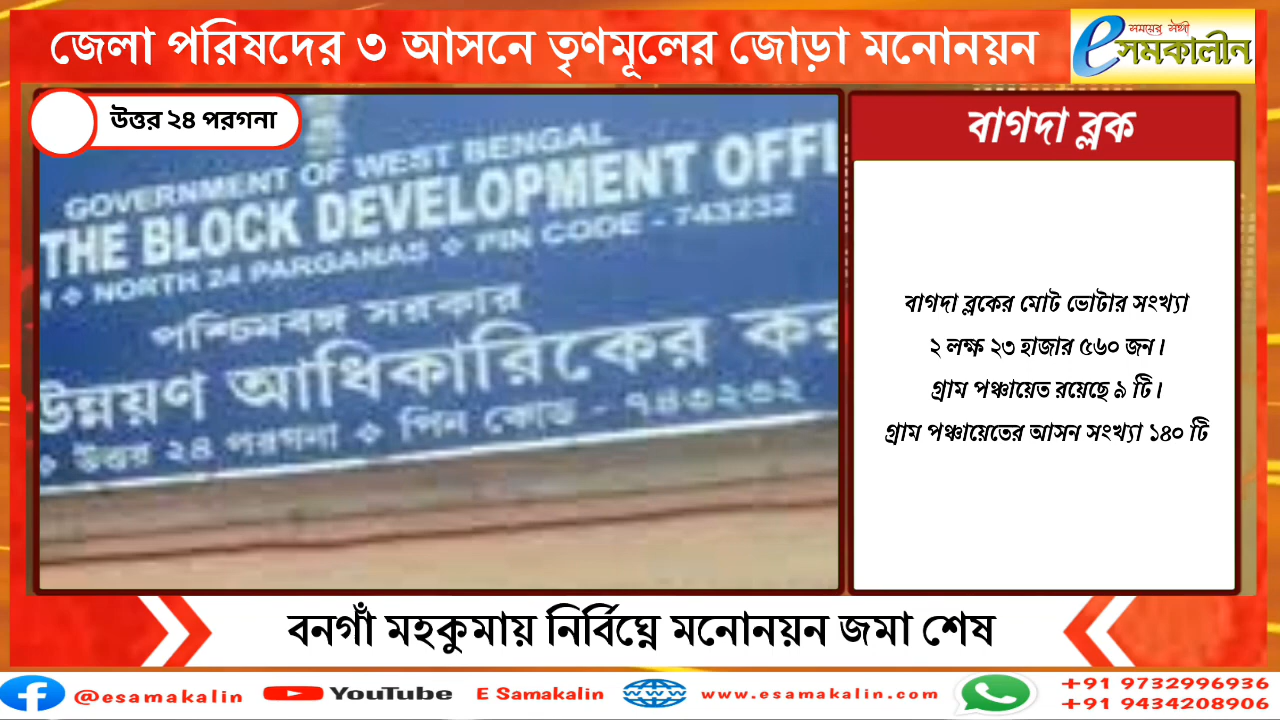 জেলা পরিষদের ৩ আসনে তৃণমূলের জোড়া মনোনয়ন
সময়ের সঙ্গী
e সমকালীন
উত্তর ২৪ পরগনা
GOVERNMENT OF WEST BENGAL
THE BLOCK DEVELOPMENT OFFI
NORTH 24 PARGANAS ❖ PIN CODE - 743232
পশ্চিমবঙ্গ সরকার
উন্নয়ণ আধিকারিকের কর
উত্তর ২৪ পরগনা ❖ পিন কোড - ৭৪৩২৩২
বাগদা ব্লক
বাগদা ব্লকের মোট ভোটার সংখ্যা
২ লক্ষ ২৩ হাজার ৫৬০ জন।
গ্রাম পঞ্চায়েত রয়েছে ৯ টি।
গ্রাম পঞ্চায়েতের আসন সংখ্যা ১৪০ টি
বনগাঁ মহকুমায় নির্বিঘ্নে মনোনয়ন জমা শেষ
@esamakalin YouTube E Samakalin www.esamakalin.com +91 9732996936
+91 9434208906